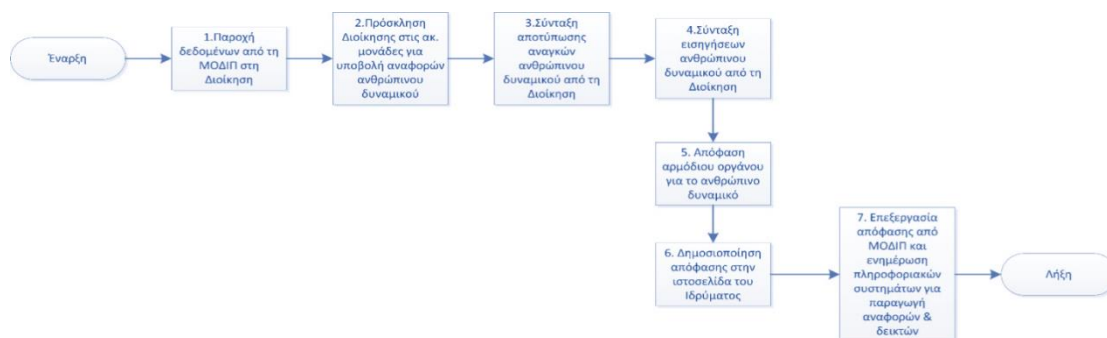 Έναρξη
1.Παροχή
δεδομένων από τη
ΜΟΔΙΠ στη
Διοίκηση
2.Πρόσκληση
Διοίκησης στις ακ.
μονάδες για
υποβολή αναφορών
ανθρώπινου
δυναμικού
3.Σύνταξη
αποτύπωσης
αναγκών
ανθρώπινου
δυναμικού από τη
Διοίκηση
4.Σύνταξη
εισηγήσεων
ανθρώπινου
δυναμικού από τη
Διοίκηση
5. Απόφαση
αρμόδιου οργάνου
για το ανθρώπινο
δυναμικό
6. Δημοσιοποίηση
απόφασης στην
ιστοσελίδα του
Ιδρύματος
7. Επεξεργασία
απόφασης από
ΜΟΔΙΠ και
ενημέρωση
πληροφοριακών
συστημάτων για
παραγωγή
αναφορών &
δεικτών
Λήξη